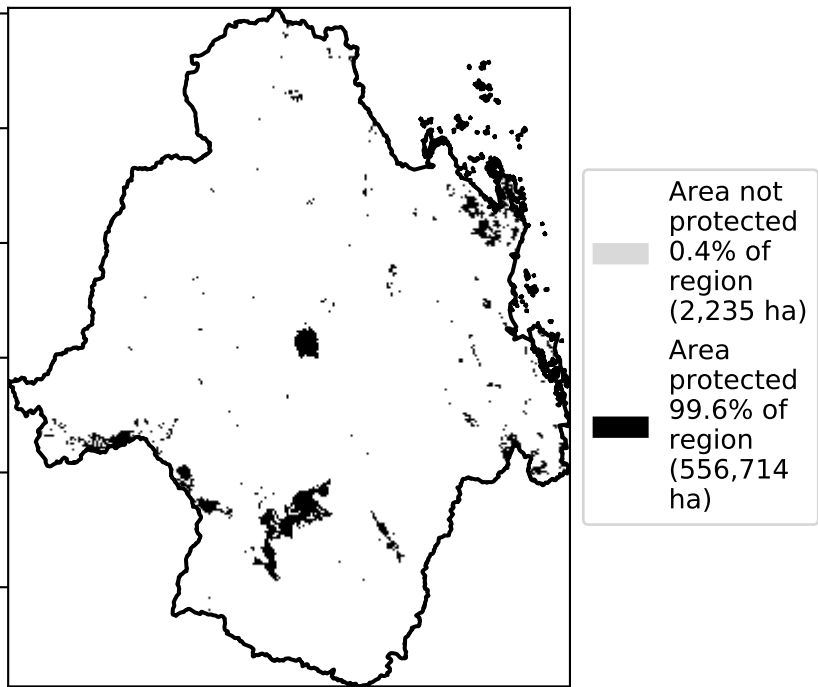 Area not
protected
0.4% of
region
(2,235 ha)
Area
protected
99.6% of
region
(556,714
ha)